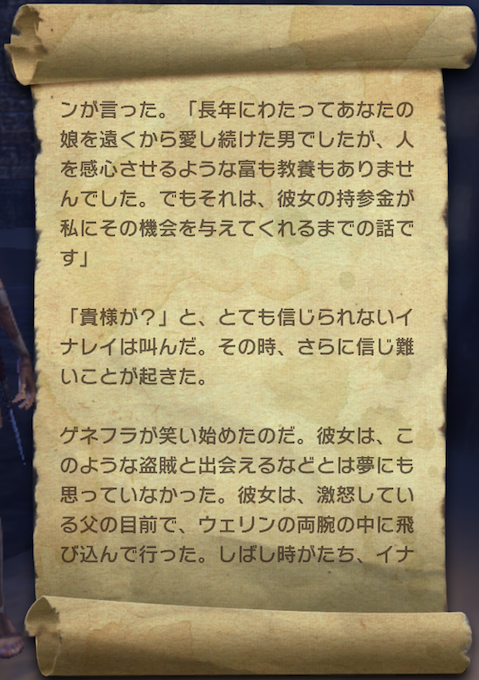 ンが言った。「長年にわたってあなたの
娘を遠くから愛し続けた男でしたが、人
を感心させるような富も教養もありませ
んでした。でもそれは、彼女の持参金が
私にその機会を与えてくれるまでの話で
す」
「貴様が？」と、とても信じられないイ
ナレイは叫んだ。その時、さらに信じ難
いことが起きた。
ゲネフラが笑い始めたのだ。彼女は、こ
のような盗賊と出会えるなどとは夢にも
思っていなかった。彼女は、激怒してい
る父の目前で、ウェリンの両腕の中に飛
び込んで行った。しばし時がたち、イナ